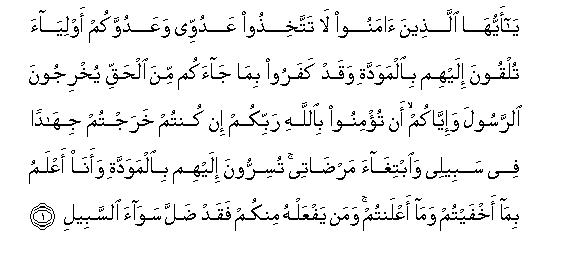 يَـٰٓأَيُّهَا ٱلَّذِينَ ءَامَنُوا۟ لَا تَتَّخِذُوا۟ عَدُوِّى وَعَدُوَّكُمْ أَوْلِيَآءَ
تُلْقُونَ إِلَيْهِم بِٱلْمَوَدَّةِ وَقَدْ كَفَرُوا۟ بِمَا جَآءَكُم مِّنَ ٱلْحَقِّ يُخْرِجُونَ
ٱلرَّسُولَ وَإِيَّاكُمْ ۙ أَن تُؤْمِنُوا۟ بِٱللَّهِ رَبِّكُمْ إِن كُنتُمْ خَرَجْتُمْ جِهَـٰدًا
فِى سَبِيلِى وَٱبْتِغَآءَ مَرْضَاتِى ۚ تُسِرُّونَ إِلَيْهِم بِٱلْمَوَدَّةِ وَأَنَا۠ أَعْلَمُ
بِمَآ أَخْفَيْتُمْ وَمَآ أَعْلَنتُمْ ۚ وَمَن يَفْعَلْهُ مِنكُمْ فَقَدْ ضَلَّ سَوَآءَ ٱلسَّبِيلِ ١